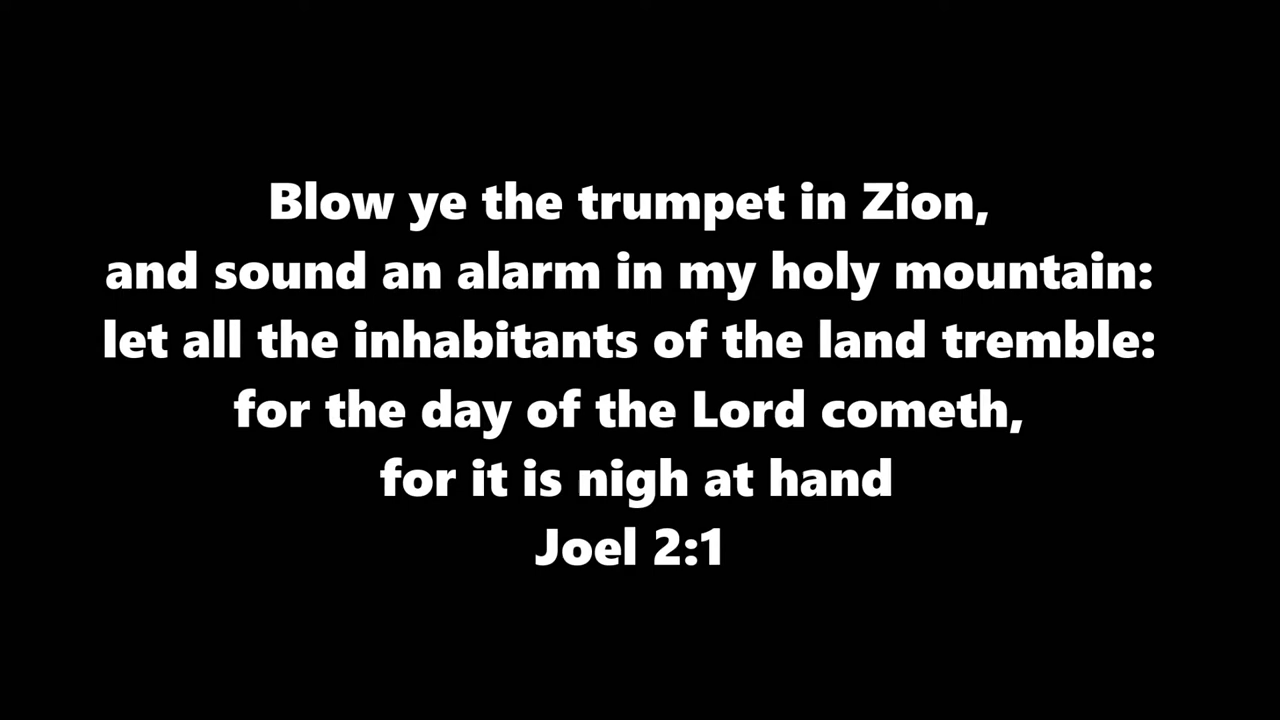 Blow ye the trumpet in Zion,
and sound an alarm in my holy mountain:
let all the inhabitants of the land tremble:
for the day of the Lord cometh,
for it is nigh at hand
Joel 2:1